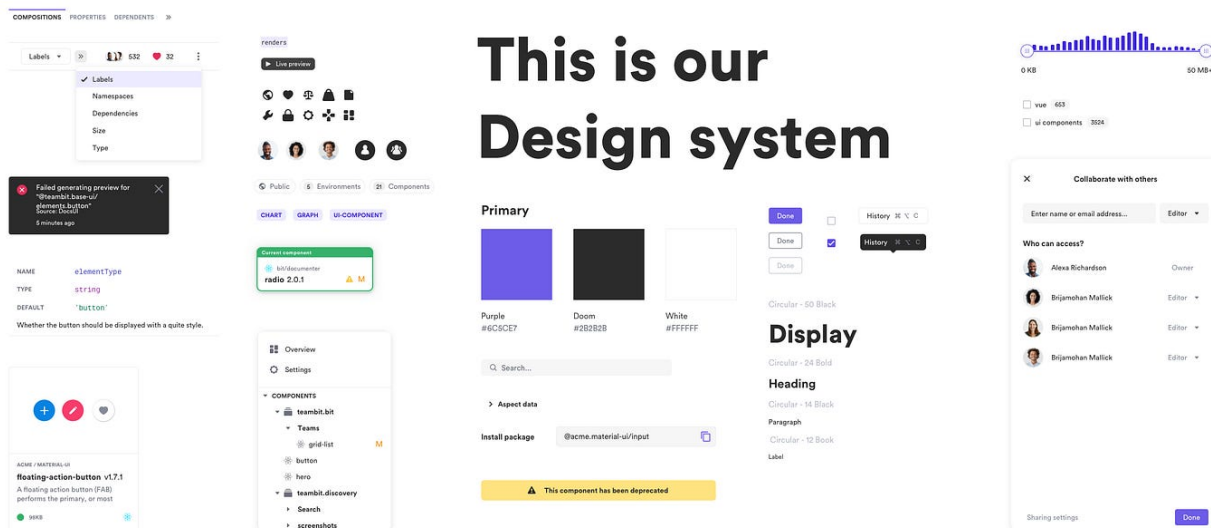 COMPOSITIONS PROPERTIES DEPENDENTS »
Labels » 532 32
Labels
Namespaces
Dependencies
Size
Type
Failed generating preview for
"@teambit.base-ui/
elements.button"
Source: DocsUI
5 minutes ago
NAME elementType
TYPE string
DEFAULT 'button'
Whether the button should be displayed with a quite style.
ACME / MATERIAL-UI
floating-action-button v1.7.1
A floating action button (FAB)
performs the primary, or most
96KB
renders
Live preview
Public 5 Environments 21 Components
CHART GRAPH UI-COMPONENT
Current component
bit/documenter
radio 2.0.1 M
Overview
Settings
COMPONENTS
teambit.bit
Teams
grid-list M
button
hero
teambit.discovery
Search
screenshots
This is our
Design system
Primary
Purple Doom White
#6C5CE7 #2B2B2B #FFFFFF
Search...
Aspect data
Install package @acme.material-ui/input
This component has been deprecated
Done History ⌘ ⌥ C
Done History ⌘ ⌥ C
Done
Circular - 50 Black
Display
Circular - 24 Bold
Heading
Circular - 14 Black
Paragraph
Circular - 12 Book
Label
0 KB 50 MB+
vue 653
ui components 3524
Collaborate with others
Enter name or email address... Editor
Who can access?
Alexa Richardson Owner
Brijamohan Mallick Editor
Brijamohan Mallick Editor
Brijamohan Mallick Editor
Sharing settings Done